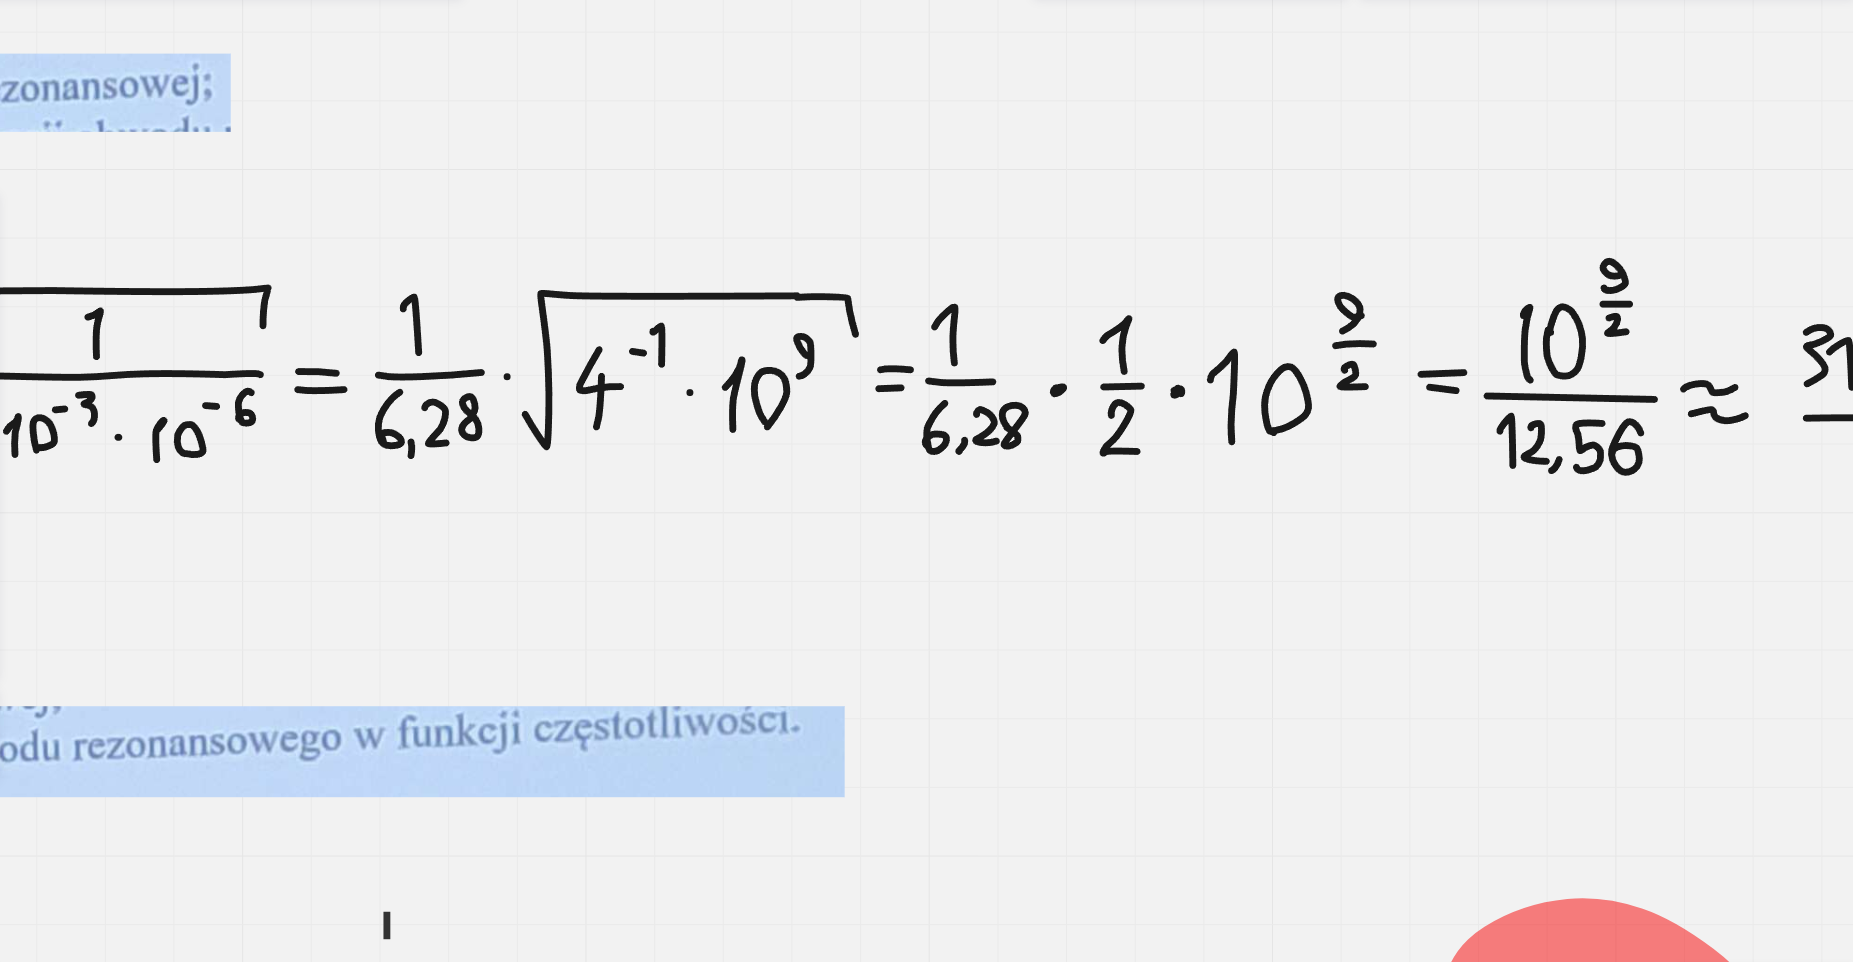 zonansowej;
1/(10^-3 · 10^-6) = 1/6,28 · √(4^-1 · 10^9) = 1/6,28 · 1/2 · 10^(9/2) = 10^(9/2)/12,56 ≈ 31
odu rezonansowego w funkcji częstotliwości.